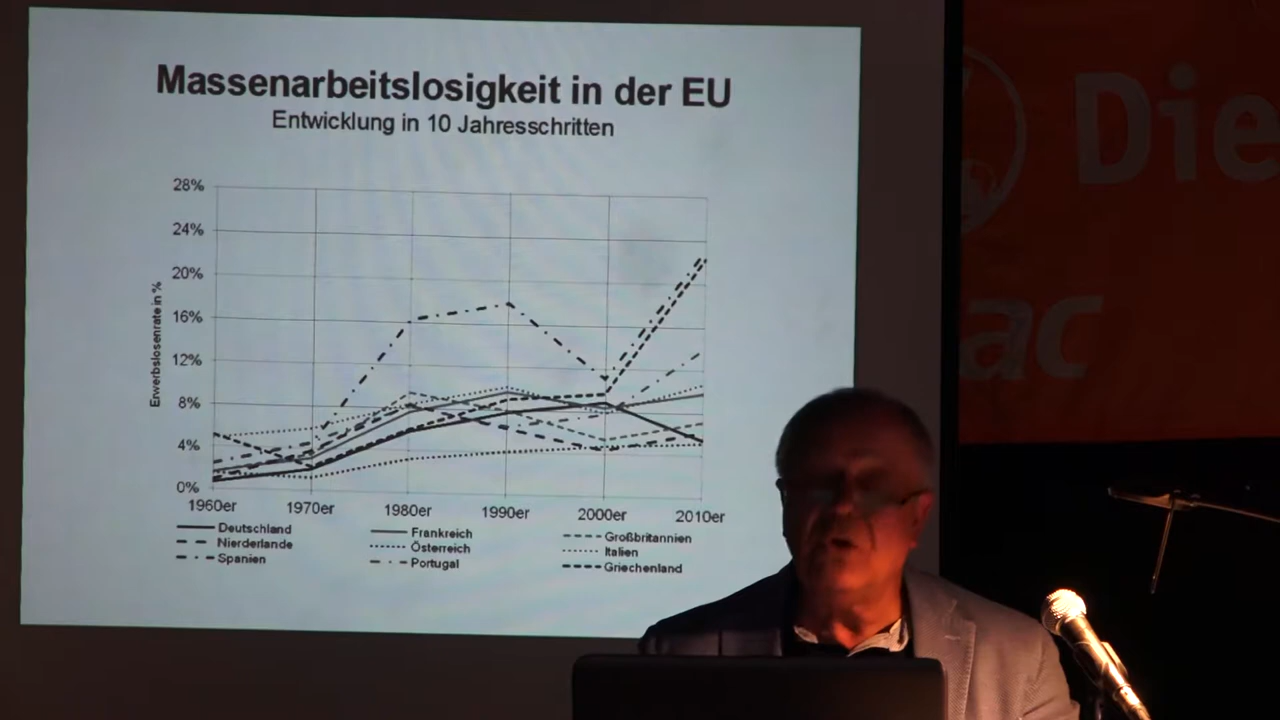 Massenarbeitslosigkeit in der EU
Entwicklung in 10 Jahresschritten
28%
24%
20%
16%
12%
8%
4%
0%
Erwerbslosenrate in %
1960er 1970er 1980er 1990er 2000er 2010er
Deutschland Frankreich Großbritannien
Nierderlande Österreich Italien
Spanien Portugal Griechenland
Die
ac